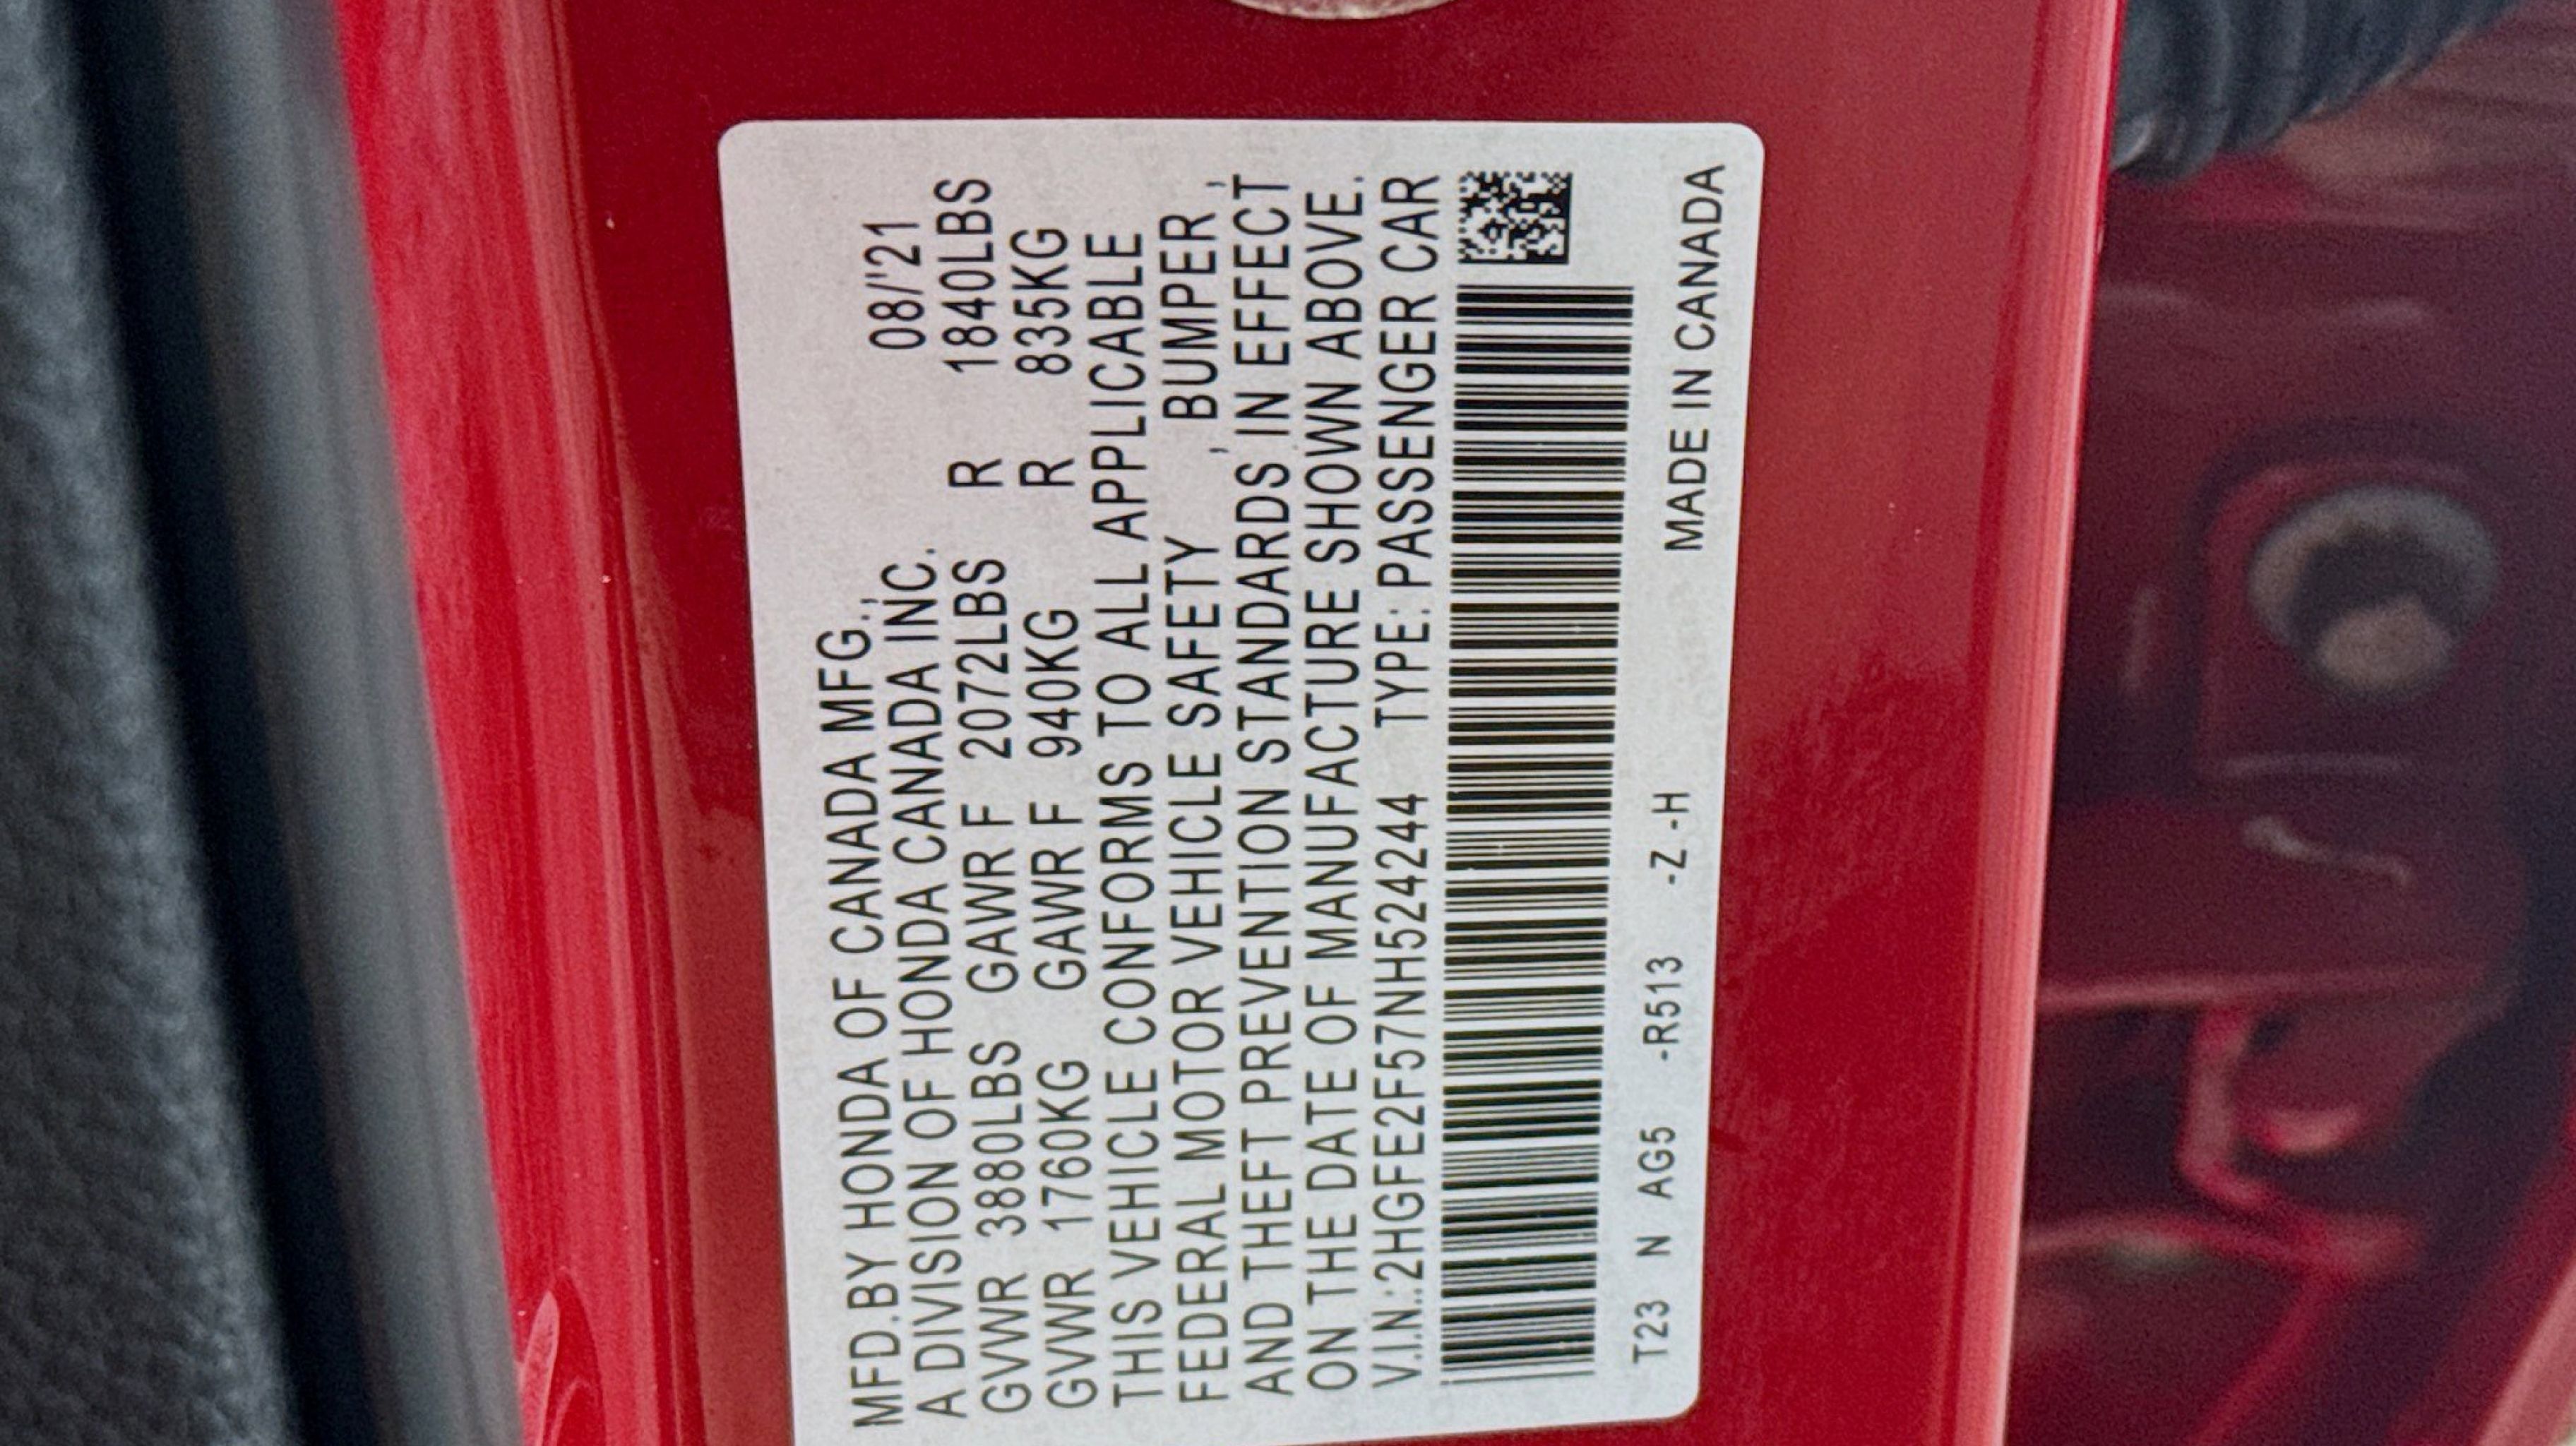 MFD.BY HONDA OF CANADA MFG.,
A DIVISION OF HONDA CANADA INC. 08/'21
GVWR 3880LBS GAWR F 2072LBS R 1840LBS
GVWR 1760KG GAWR F 940KG R 835KG
THIS VEHICLE CONFORMS TO ALL APPLICABLE
FEDERAL MOTOR VEHICLE SAFETY , BUMPER ,
AND THEFT PREVENTION STANDARDS IN EFFECT
ON THE DATE OF MANUFACTURE SHOWN ABOVE.
V.I.N.:2HGFE2F57NH524244 TYPE: PASSENGER CAR
T23 N AG5 -R513 -Z -H MADE IN CANADA